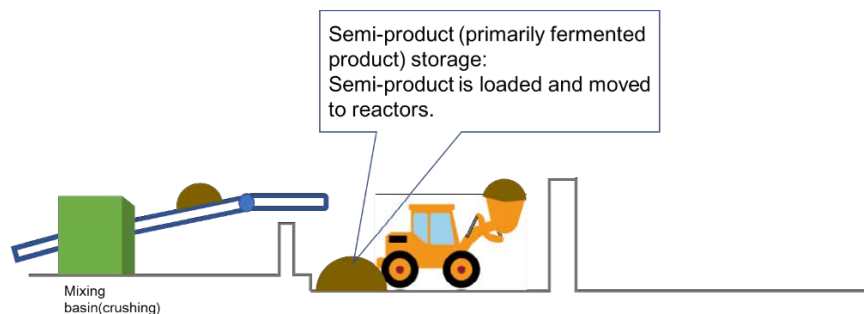 Semi-product (primarily fermented
product) storage:
Semi-product is loaded and moved
to reactors.
Mixing
basin(crushing)